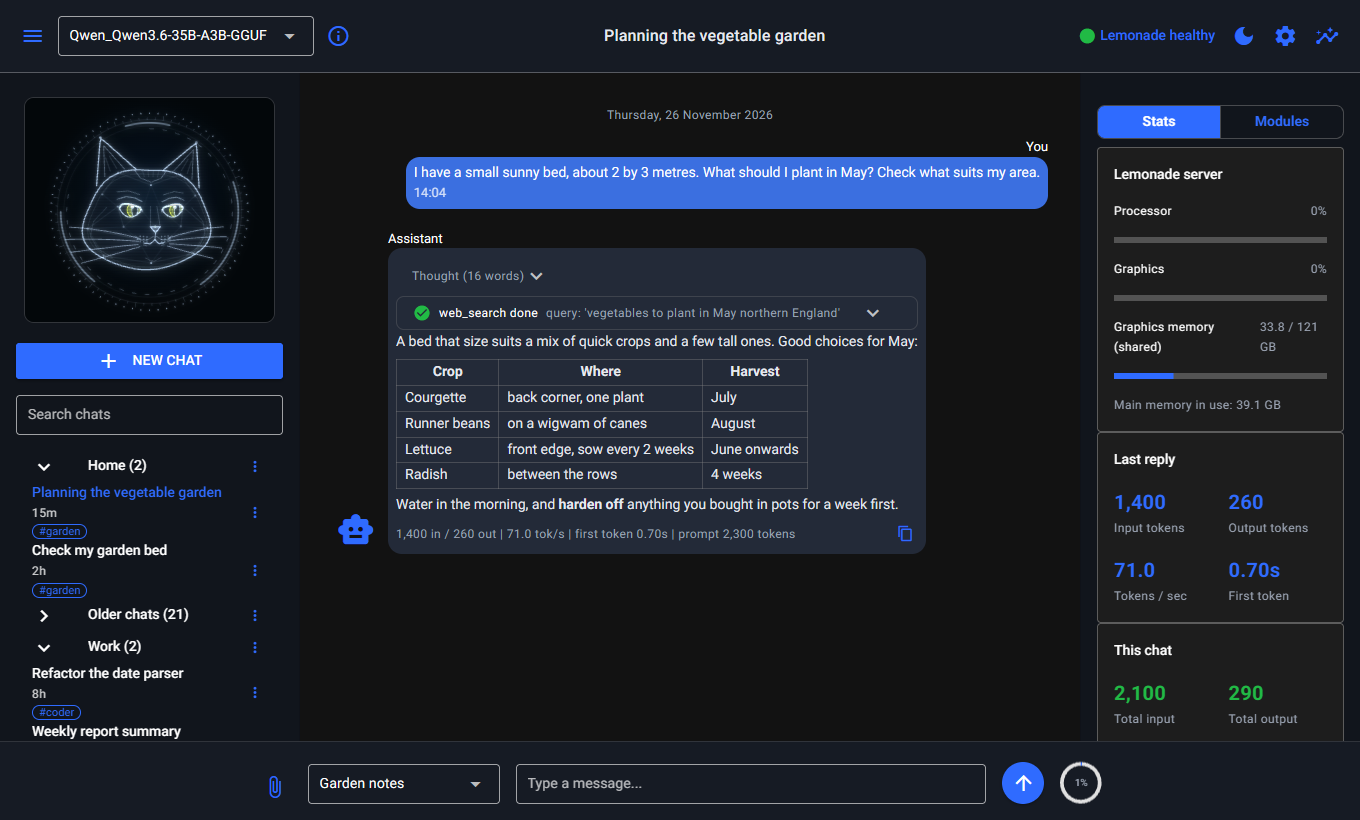 Qwen_Qwen3.6-35B-A3B-GGUF
Planning the vegetable garden
Lemonade healthy
NEW CHAT
Search chats
Home (2)
Planning the vegetable garden
15m
#garden
Check my garden bed
2h
#garden
Older chats (21)
Work (2)
Refactor the date parser
8h
#coder
Weekly report summary
Thursday, 26 November 2026
You
I have a small sunny bed, about 2 by 3 metres. What should I plant in May? Check what suits my area.
14:04
Assistant
Thought (16 words)
web_search done query: 'vegetables to plant in May northern England'
A bed that size suits a mix of quick crops and a few tall ones. Good choices for May:
Crop Where Harvest
Courgette back corner, one plant July
Runner beans on a wigwam of canes August
Lettuce front edge, sow every 2 weeks June onwards
Radish between the rows 4 weeks
Water in the morning, and harden off anything you bought in pots for a week first.
1,400 in / 260 out | 71.0 tok/s | first token 0.70s | prompt 2,300 tokens
Stats Modules
Lemonade server
Processor 0%
Graphics 0%
Graphics memory 33.8 / 121
(shared) GB
Main memory in use: 39.1 GB
Last reply
1,400 260
Input tokens Output tokens
71.0 0.70s
Tokens / sec First token
This chat
2,100 290
Total input Total output
Garden notes
Type a message...
1%